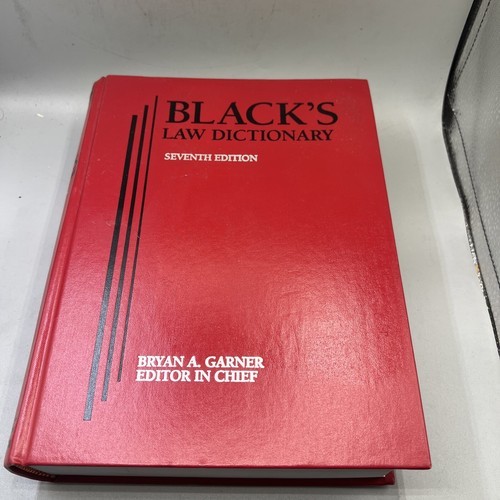 BLACK'S
LAW DICTIONARY
SEVENTH EDITION
BRYAN A. GARNER
EDITOR IN CHIEF